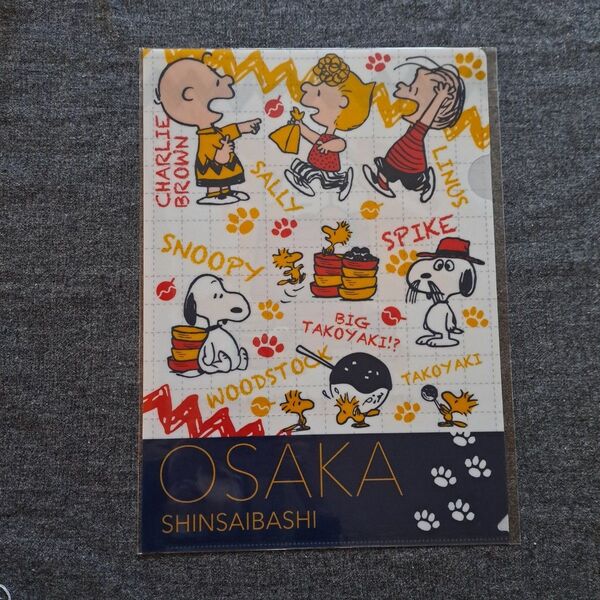 CHARLIE
BROWN
SALLY
LINUS
SNOOPY
SPIKE
BIG
TAKOYAKI!?
WOODSTOCK
TAKOYAKI
OSAKA
SHINSAIBASHI